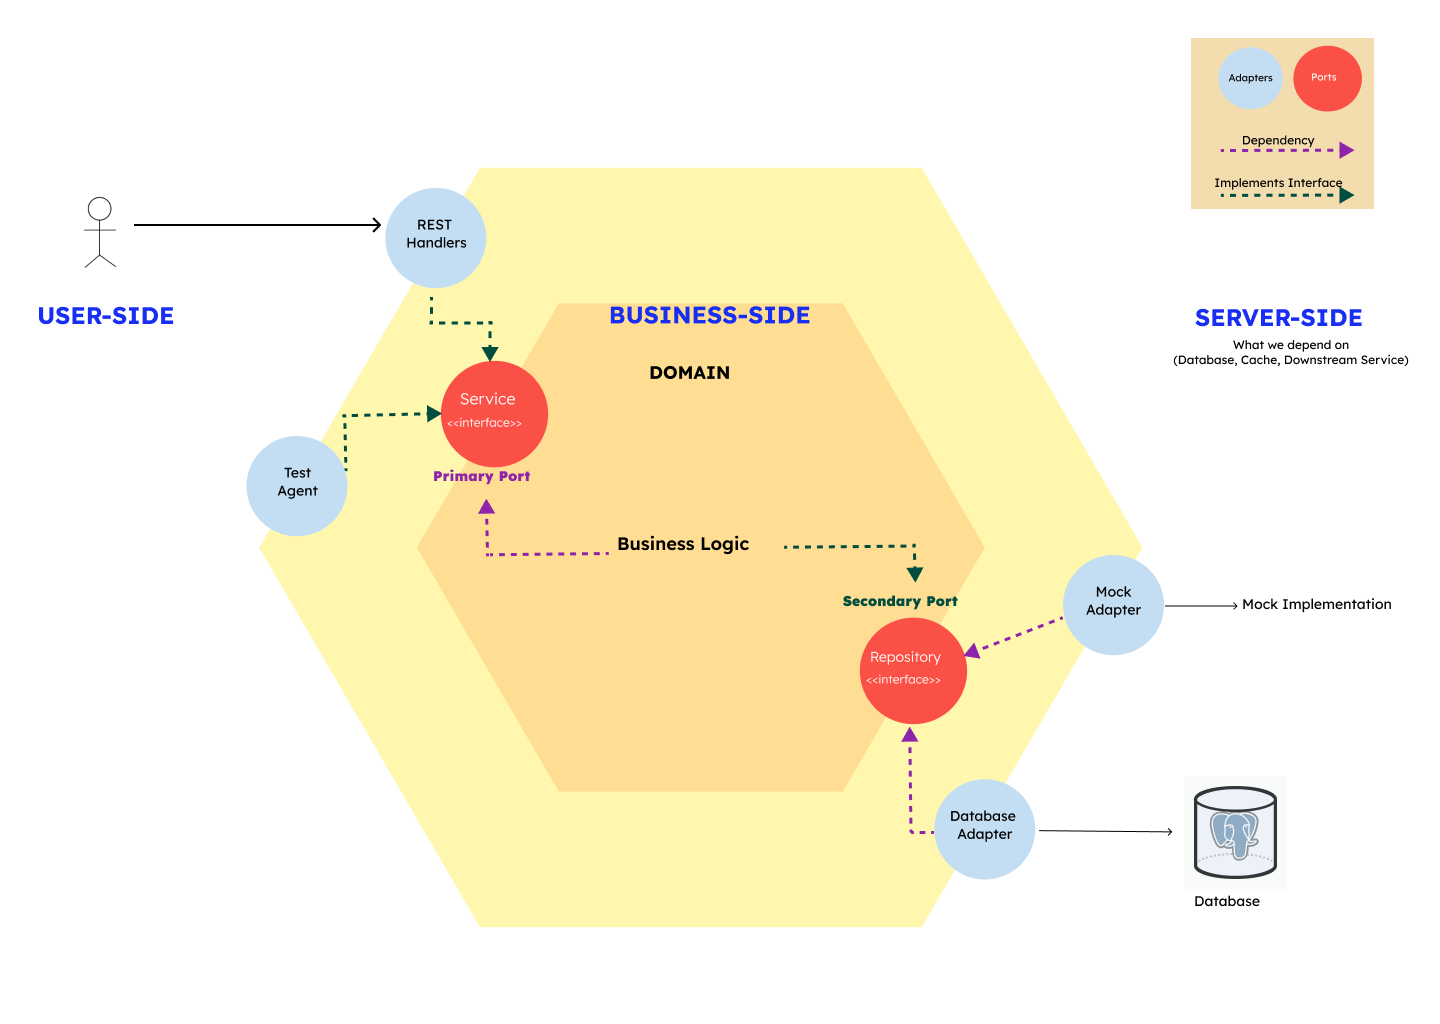 Adapters
Ports
Dependency
Implements Interface
REST
Handlers
USER-SIDE
BUSINESS-SIDE
SERVER-SIDE
What we depend on
(Database, Cache, Downstream Service)
DOMAIN
Service
<<interface>>
Primary Port
Test
Agent
Business Logic
Secondary Port
Repository
<<interface>>
Mock
Adapter
Mock Implementation
Database
Adapter
Database